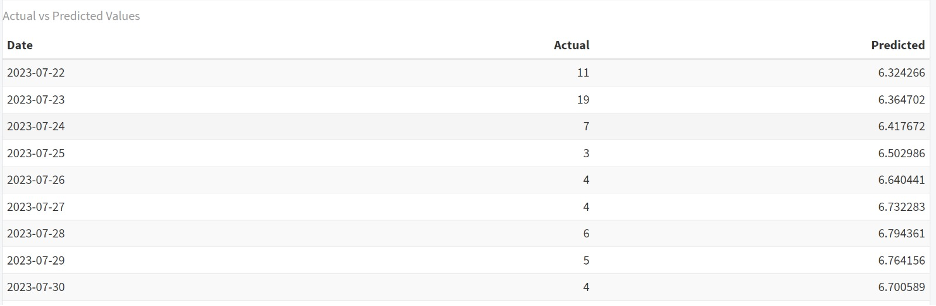 Actual vs Predicted Values
Date Actual Predicted
2023-07-22 11 6.324266
2023-07-23 19 6.364702
2023-07-24 7 6.417672
2023-07-25 3 6.502986
2023-07-26 4 6.640441
2023-07-27 4 6.732283
2023-07-28 6 6.794361
2023-07-29 5 6.764156
2023-07-30 4 6.700589